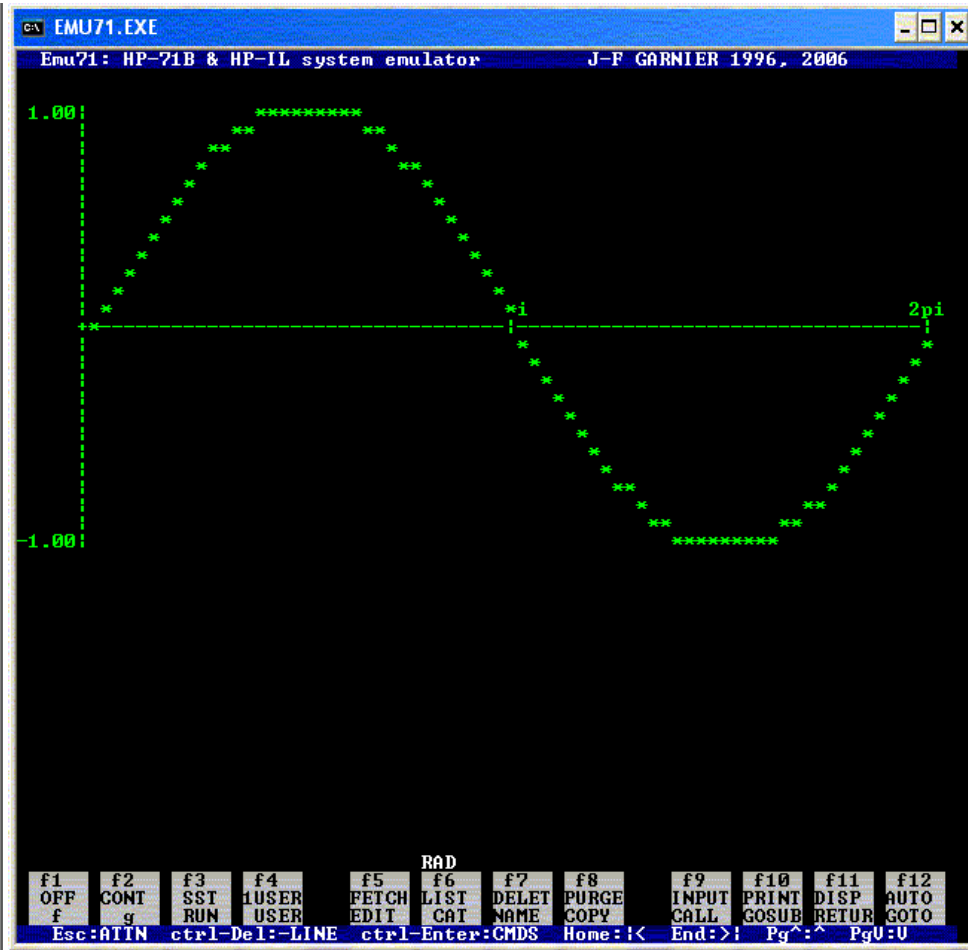 EMU71.EXE
Emu71: HP-71B & HP-IL system emulator J-F GARNIER 1996, 2006
1.00
i 2pi
-1.00
RAD
f1 f2 f3 f4 f5 f6 f7 f8 f9 f10 f11 f12
OFF CONT SST 1USER FETCH LIST DELET PURGE INPUT PRINT DISP AUTO
f g RUN USER EDIT CAT NAME COPY CALL GOSUB RETUR GOTO
Esc:ATTN ctrl-Del:-LINE ctrl-Enter:CMDS Home:|< End:>| Pg^:^ PgV:V